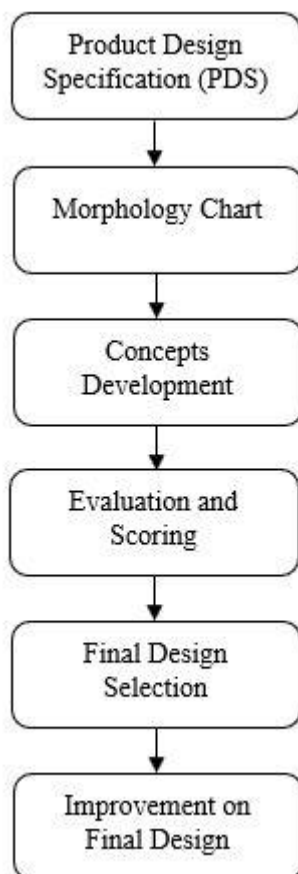 Product Design
Specification (PDS)
Morphology Chart
Concepts
Development
Evaluation and
Scoring
Final Design
Selection
Improvement on
Final Design